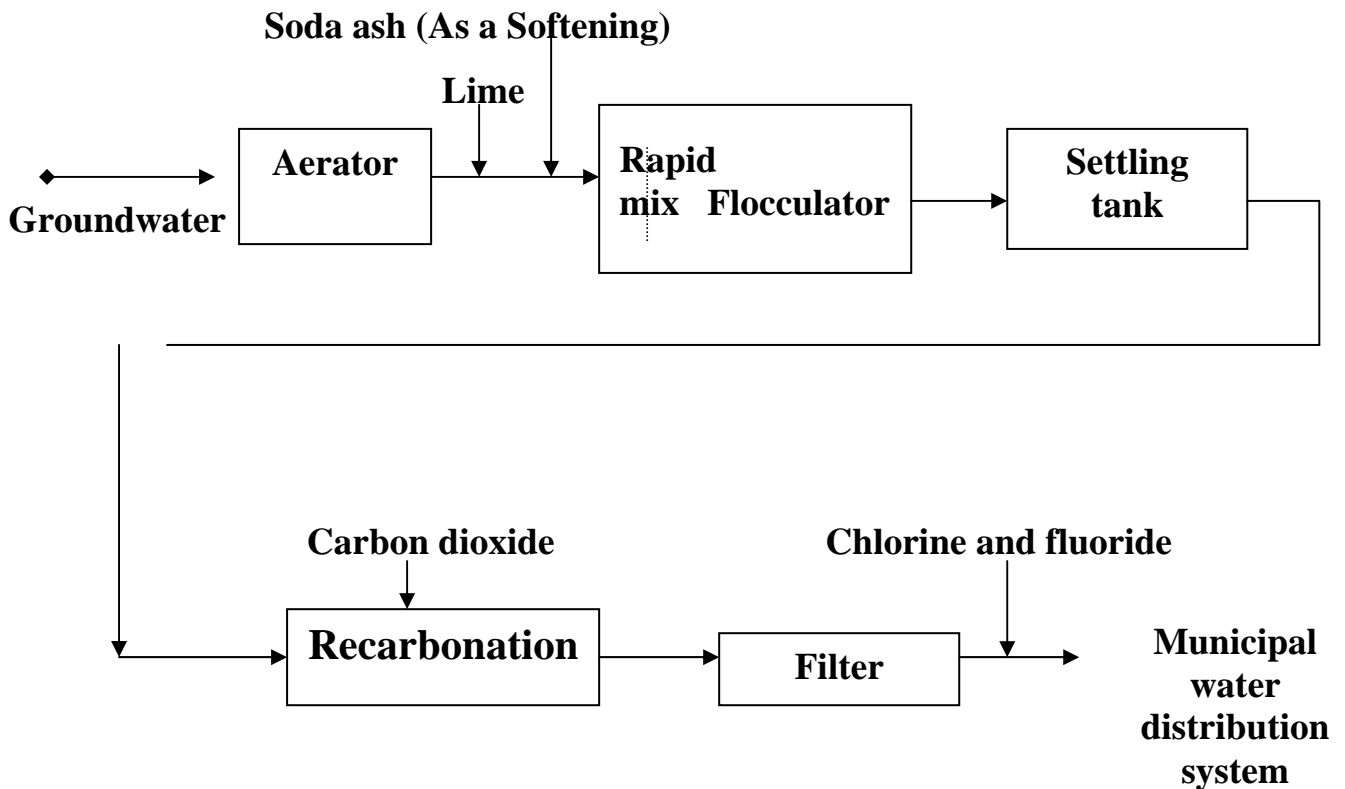 Soda ash (As a Softening)
Lime
Aerator
Groundwater
Rapid
mix Flocculator
Settling
tank
Carbon dioxide
Recarbonation
Chlorine and fluoride
Filter
Municipal
water
distribution
system